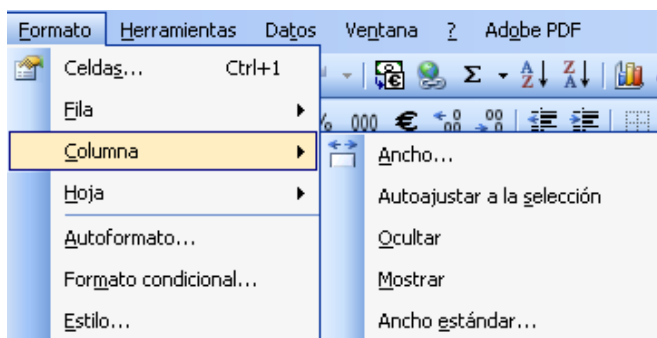 Formato Herramientas Datos Ventana ? Adobe PDF
Celdas... Ctrl+1
Fila
% 000 €
Columna
Ancho...
Hoja
Autoajustar a la selección
Autoformato...
Ocultar
Formato condicional...
Mostrar
Estilo...
Ancho estándar...